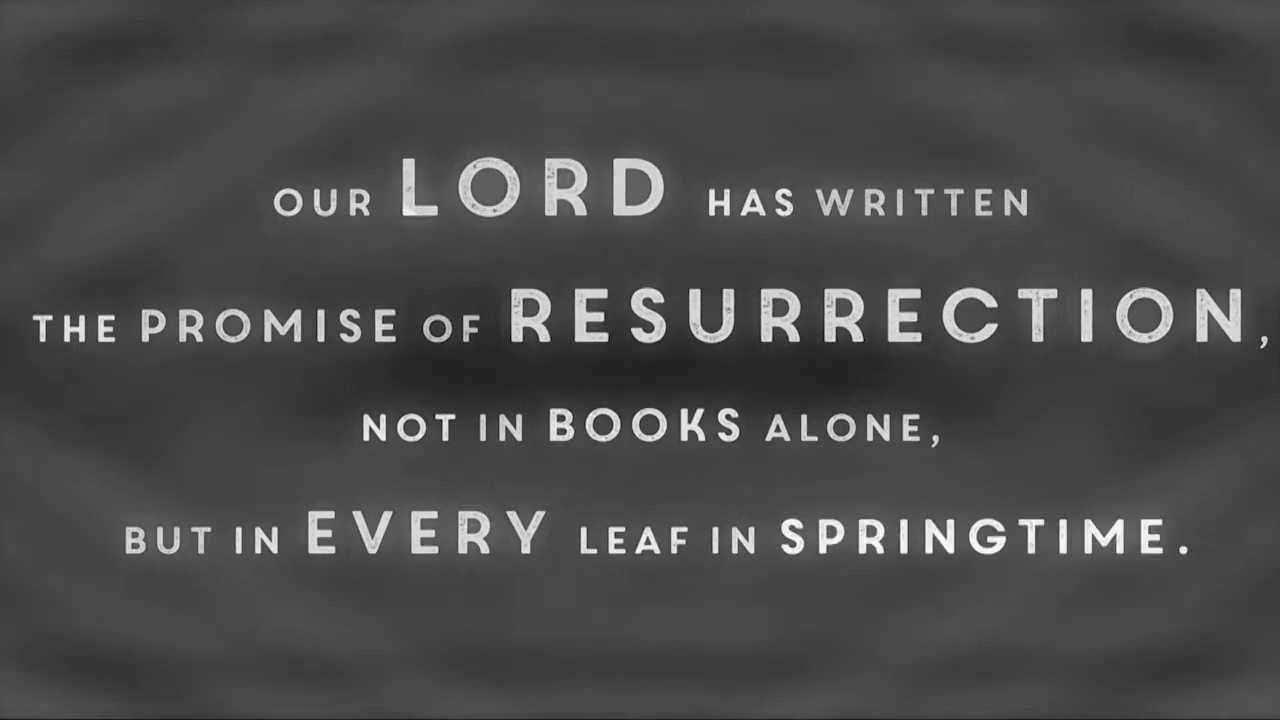 OUR LORD HAS WRITTEN
THE PROMISE OF RESURRECTION,
NOT IN BOOKS ALONE,
BUT IN EVERY LEAF IN SPRINGTIME.